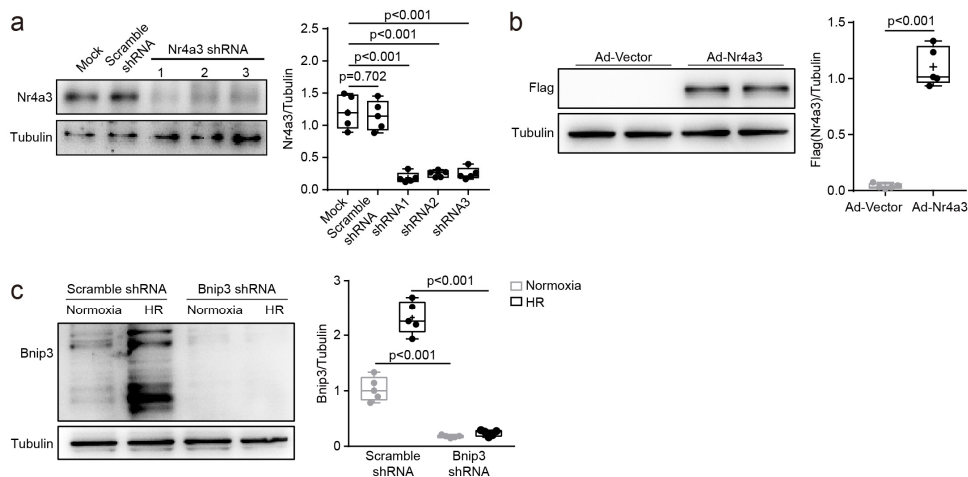 a
Mock
Scramble
shRNA
Nr4a3 shRNA
1 2 3
Nr4a3
Tubulin
Nr4a3/Tubulin
p<0.001
p<0.001
p<0.001
p=0.702
2.0
1.5
1.0
0.5
0.0
Mock
Scramble
shRNA
shRNA1
shRNA2
shRNA3
b
Ad-Vector Ad-Nr4a3
Flag
Tubulin
Flag(Nr4a3)/Tubulin
p<0.001
1.5
1.0
0.5
0.0
Ad-Vector Ad-Nr4a3
c
Scramble shRNA Bnip3 shRNA
Normoxia HR Normoxia HR
Bnip3
Tubulin
Bnip3/Tubulin
p<0.001
p<0.001
3
2
1
0
Scramble
shRNA
Bnip3
shRNA
Normoxia
HR